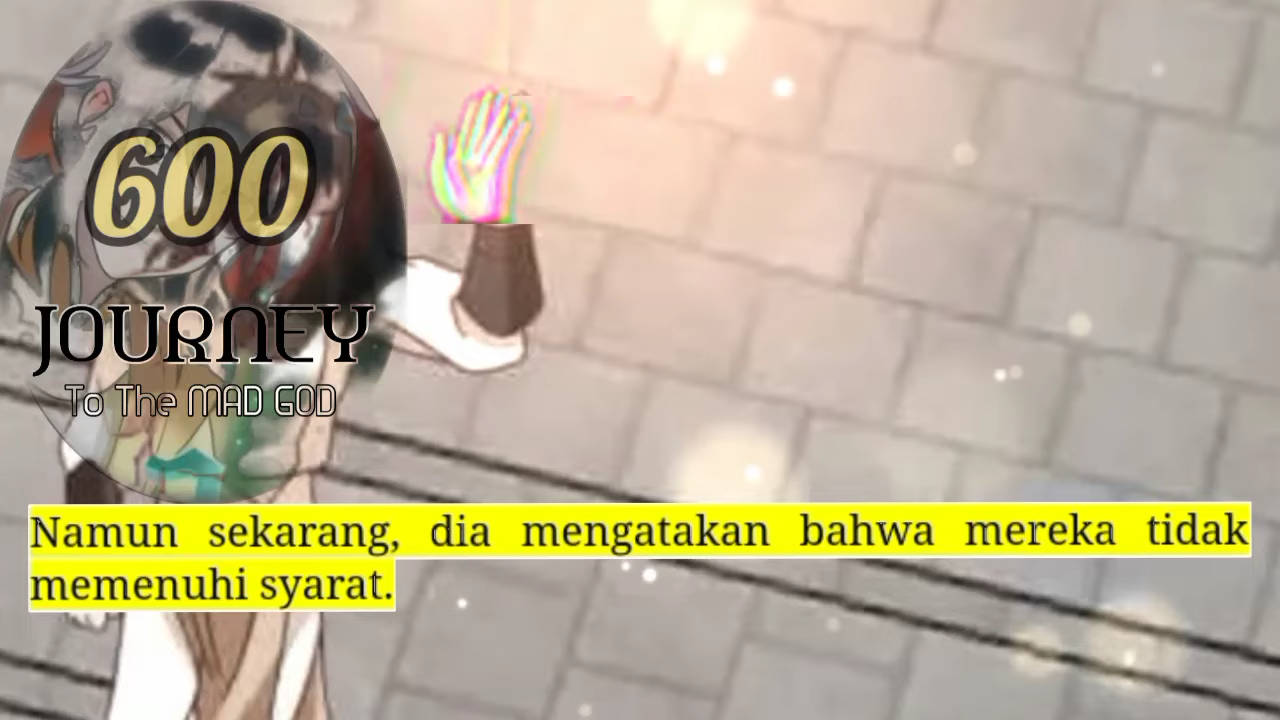 600
JOURNEY
To The MAD GOD
Namun sekarang, dia mengatakan bahwa mereka tidak
memenuhi syarat.